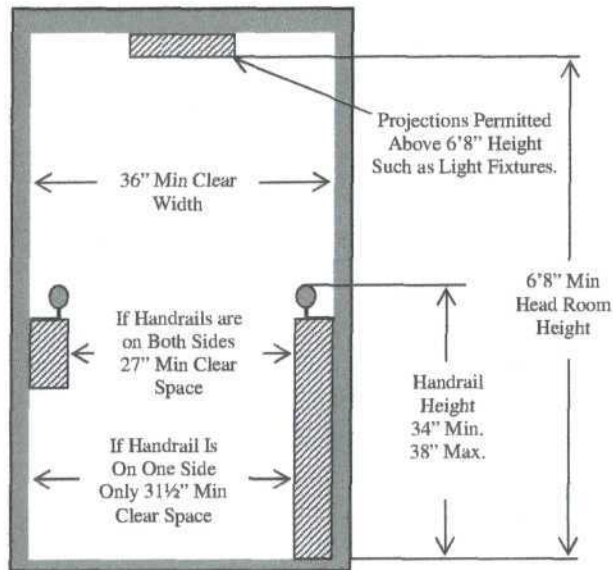 Projections Permitted
Above 6'8" Height
Such as Light Fixtures.
36" Min Clear
Width
6'8" Min
Head Room
Height
If Handrails are
on Both Sides
27" Min Clear
Space
Handrail
Height
34" Min.
38" Max.
If Handrail Is
On One Side
Only 31½" Min
Clear Space